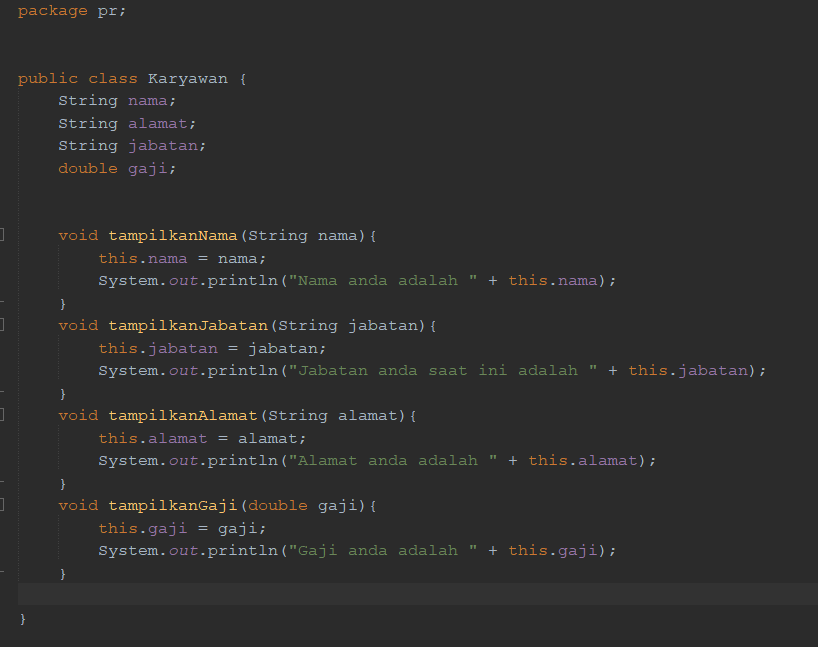 package pr;
public class Karyawan {
String nama;
String alamat;
String jabatan;
double gaji;
void tampilkanNama(String nama){
this.nama = nama;
System.out.println("Nama anda adalah " + this.nama);
}
void tampilkanJabatan(String jabatan){
this.jabatan = jabatan;
System.out.println("Jabatan anda saat ini adalah " + this.jabatan);
}
void tampilkanAlamat(String alamat){
this.alamat = alamat;
System.out.println("Alamat anda adalah " + this.alamat);
}
void tampilkanGaji(double gaji){
this.gaji = gaji;
System.out.println("Gaji anda adalah " + this.gaji);
}
}